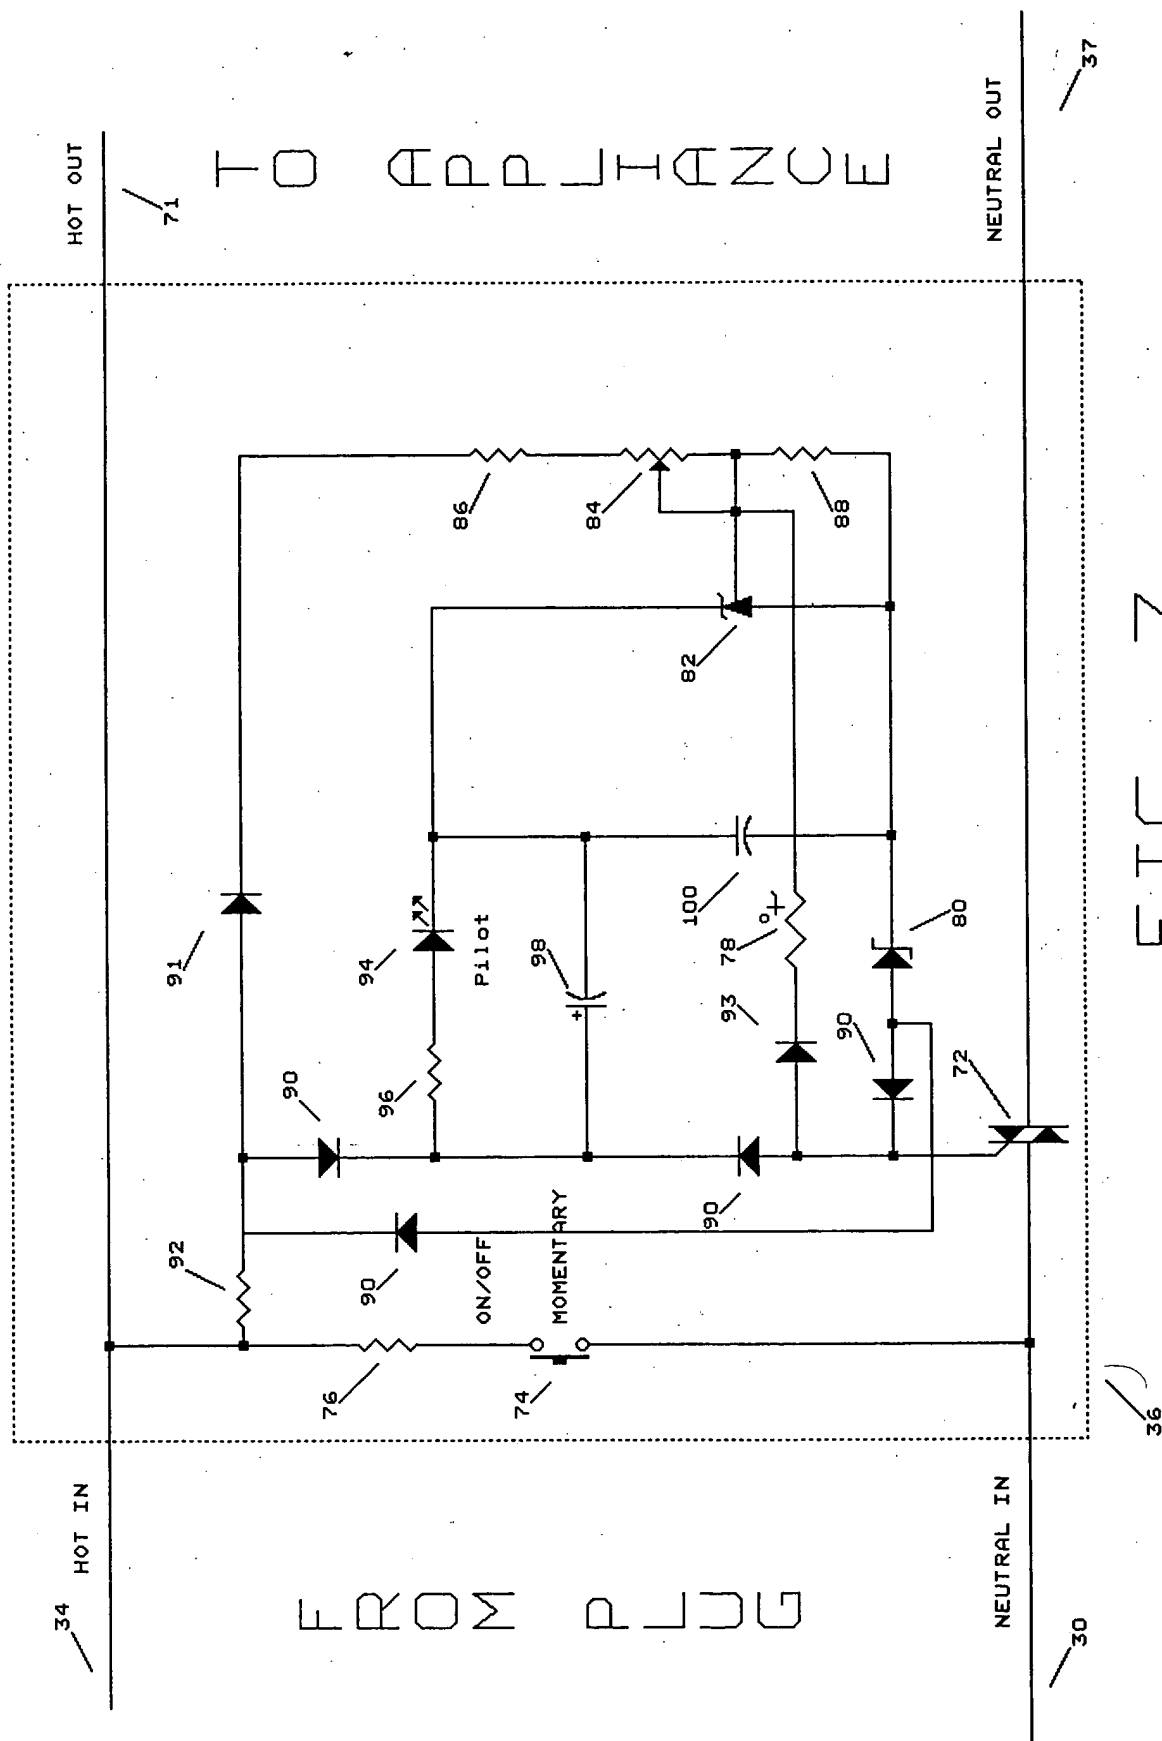 34
HOT IN
HOT OUT
71
FROM PLUG
TO APPLIANCE
92
91
90
90
96
94
Pilot
86
76
ON/OFF
MOMENTARY
74
98
+
84
82
90
93
78
o+
100
88
90
80
72
NEUTRAL IN
NEUTRAL OUT
30
36
37
FIG 7